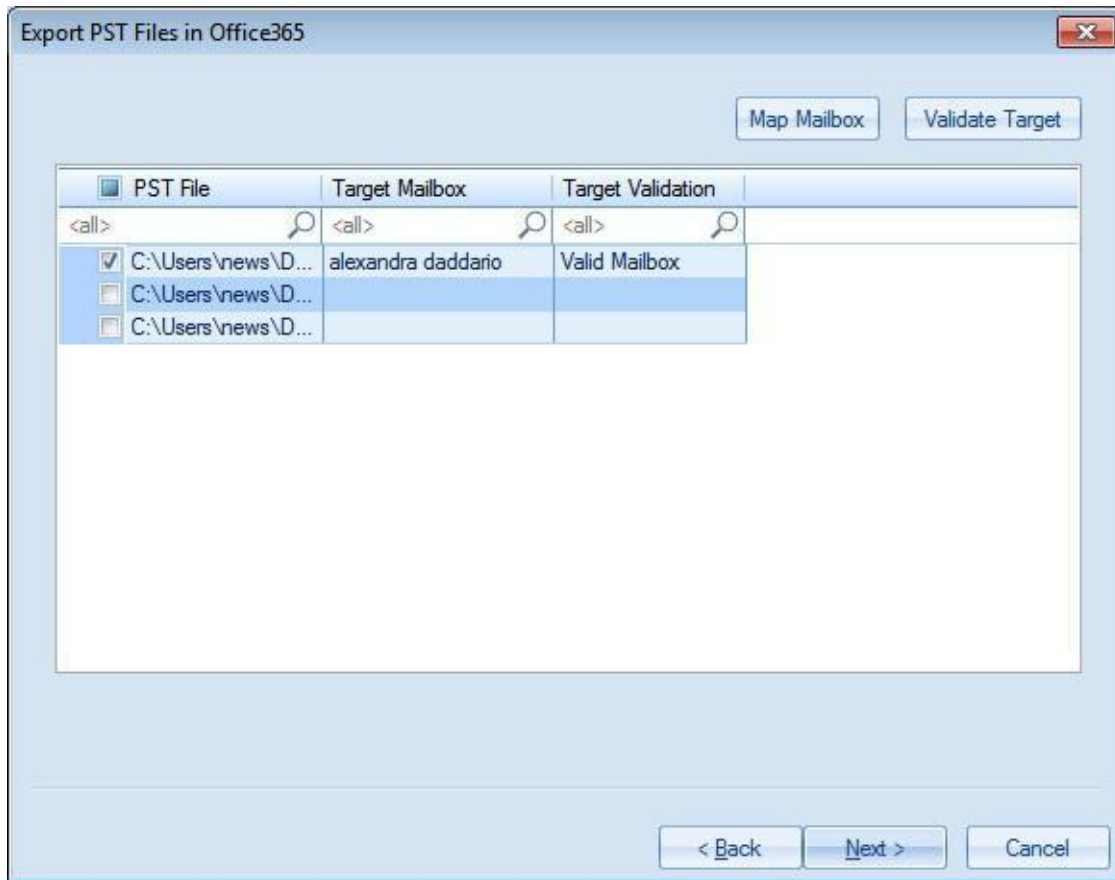 Export PST Files in Office365
Map Mailbox Validate Target
PST File Target Mailbox Target Validation
<all> <all> <all>
C:\Users\news\D... alexandra daddario Valid Mailbox
C:\Users\news\D...
C:\Users\news\D...
< Back Next > Cancel